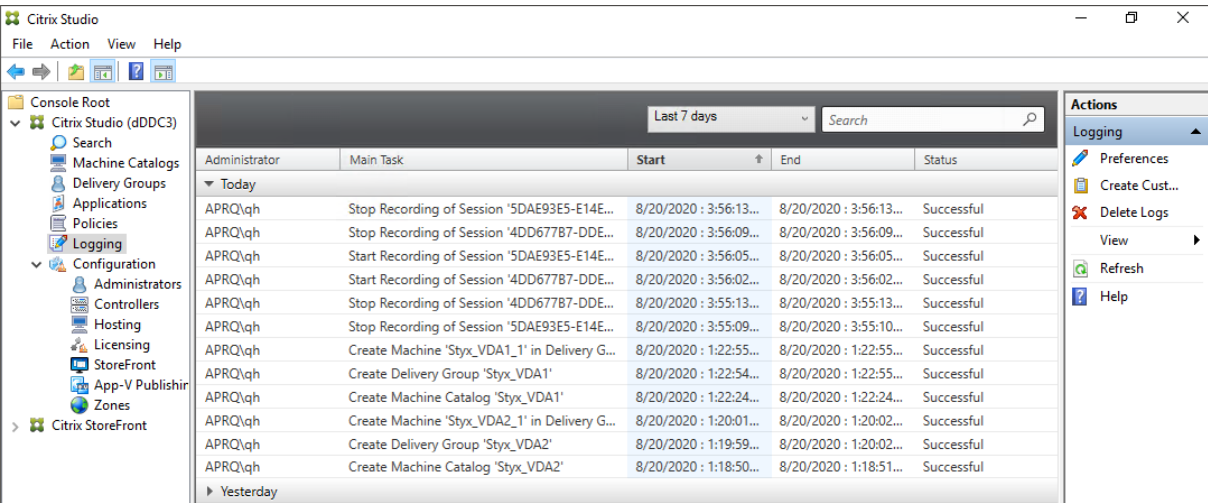 Citrix Studio
File Action View Help
Console Root
Citrix Studio (dDDC3)
Search
Machine Catalogs
Delivery Groups
Applications
Policies
Logging
Configuration
Administrators
Controllers
Hosting
Licensing
StoreFront
App-V Publishin
Zones
Citrix StoreFront
Last 7 days Search
Administrator Main Task Start End Status
Today
APRQ\qh Stop Recording of Session '5DAE93E5-E14E... 8/20/2020 : 3:56:13... 8/20/2020 : 3:56:13... Successful
APRQ\qh Stop Recording of Session '4DD677B7-DDE... 8/20/2020 : 3:56:09... 8/20/2020 : 3:56:09... Successful
APRQ\qh Start Recording of Session '5DAE93E5-E14E... 8/20/2020 : 3:56:05... 8/20/2020 : 3:56:05... Successful
APRQ\qh Start Recording of Session '4DD677B7-DDE... 8/20/2020 : 3:56:02... 8/20/2020 : 3:56:02... Successful
APRQ\qh Stop Recording of Session '4DD677B7-DDE... 8/20/2020 : 3:55:13... 8/20/2020 : 3:55:13... Successful
APRQ\qh Stop Recording of Session '5DAE93E5-E14E... 8/20/2020 : 3:55:09... 8/20/2020 : 3:55:10... Successful
APRQ\qh Create Machine 'Styx_VDA1_1' in Delivery G... 8/20/2020 : 1:22:55... 8/20/2020 : 1:22:55... Successful
APRQ\qh Create Delivery Group 'Styx_VDA1' 8/20/2020 : 1:22:54... 8/20/2020 : 1:22:55... Successful
APRQ\qh Create Machine Catalog 'Styx_VDA1' 8/20/2020 : 1:22:24... 8/20/2020 : 1:22:24... Successful
APRQ\qh Create Machine 'Styx_VDA2_1' in Delivery G... 8/20/2020 : 1:20:01... 8/20/2020 : 1:20:02... Successful
APRQ\qh Create Delivery Group 'Styx_VDA2' 8/20/2020 : 1:19:59... 8/20/2020 : 1:20:02... Successful
APRQ\qh Create Machine Catalog 'Styx_VDA2' 8/20/2020 : 1:18:50... 8/20/2020 : 1:18:51... Successful
Yesterday
Actions
Logging
Preferences
Create Cust...
Delete Logs
View
Refresh
Help